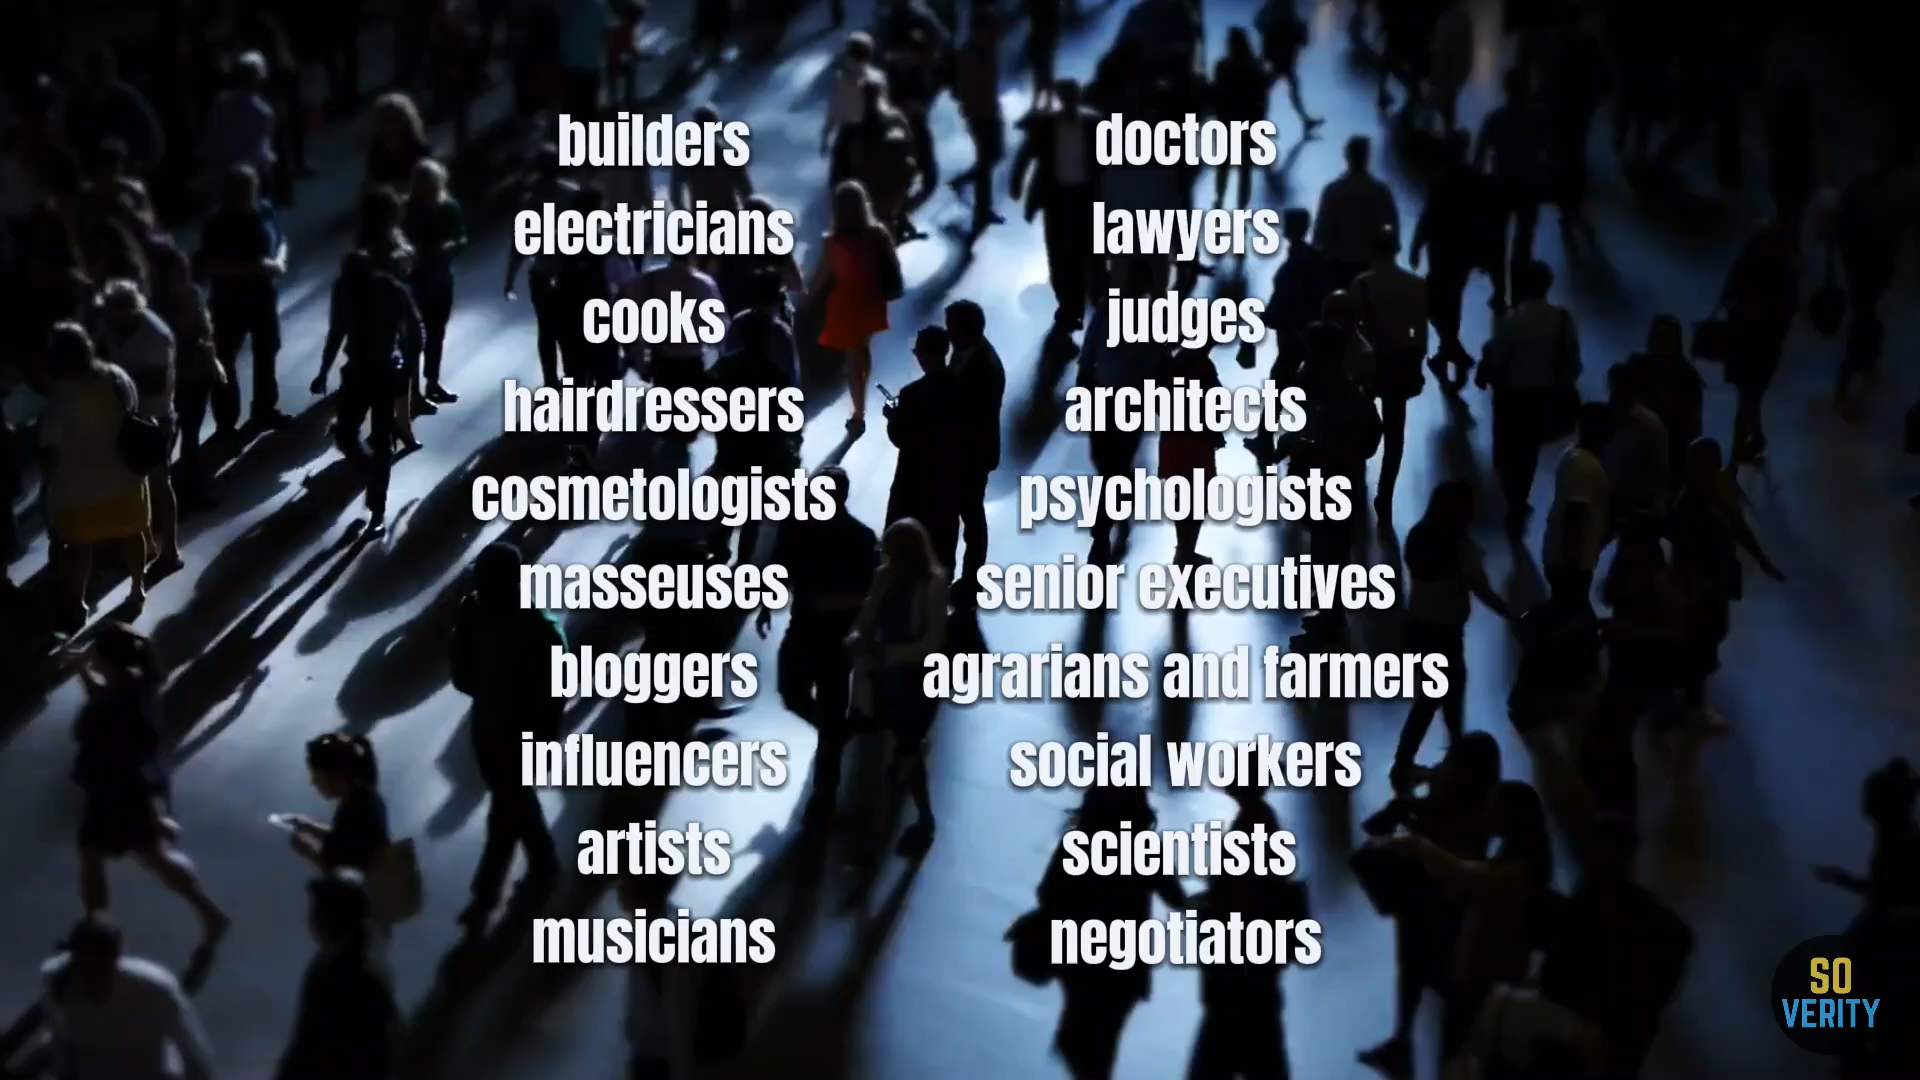 builders
electricians
cooks
hairdressers
cosmetologists
masseuses
bloggers
influencers
artists
musicians
doctors
lawyers
judges
architects
psychologists
senior executives
agrarians and farmers
social workers
scientists
negotiators
SO
VERITY